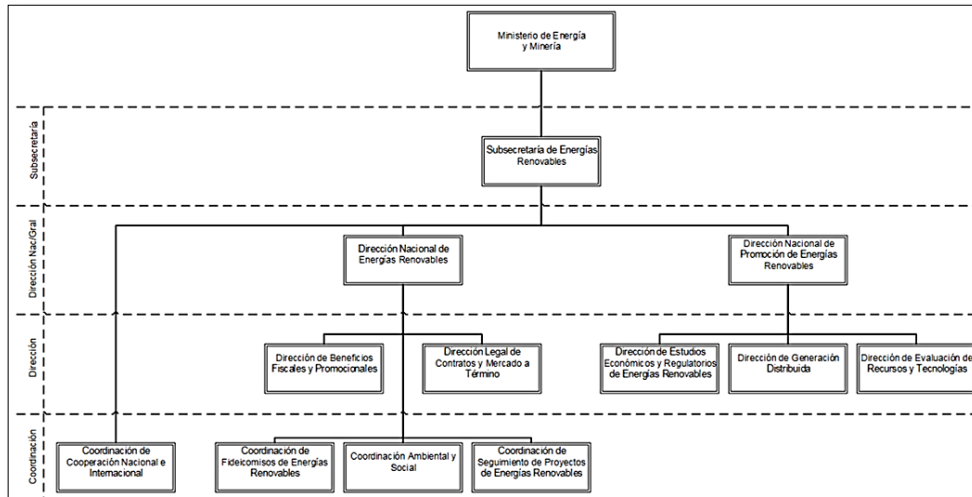 Ministerio de Energía
y Minería
Subsecretaría
Subsecretaría de Energías
Renovables
Dirección Nac/Gral
Dirección Nacional de
Energías Renovables
Dirección Nacional de
Promoción de Energías
Renovables
Dirección
Dirección de Beneficios
Fiscales y Promocionales
Dirección Legal de
Contratos y Mercado a
Término
Dirección de Estudios
Económicos y Regulatorios
de Energías Renovables
Dirección de Generación
Distribuida
Dirección de Evaluación de
Recursos y Tecnologías
Coordinación
Coordinación de
Cooperación Nacional e
Internacional
Coordinación de
Fideicomisos de Energías
Renovables
Coordinación Ambiental y
Social
Coordinación de
Seguimiento de Proyectos
de Energías Renovables